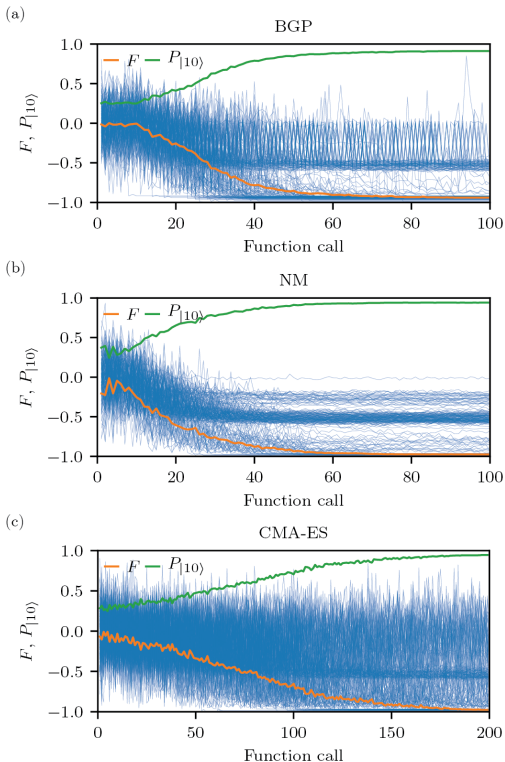 (a)
BGP
F
P|10⟩
1.0
0.5
0.0
−0.5
−1.0
F, P|10⟩
0
20
40
60
80
100
Function call
(b)
NM
F
P|10⟩
1.0
0.5
0.0
−0.5
−1.0
F, P|10⟩
0
20
40
60
80
100
Function call
(c)
CMA-ES
F
P|10⟩
1.0
0.5
0.0
−0.5
−1.0
F, P|10⟩
0
50
100
150
200
Function call